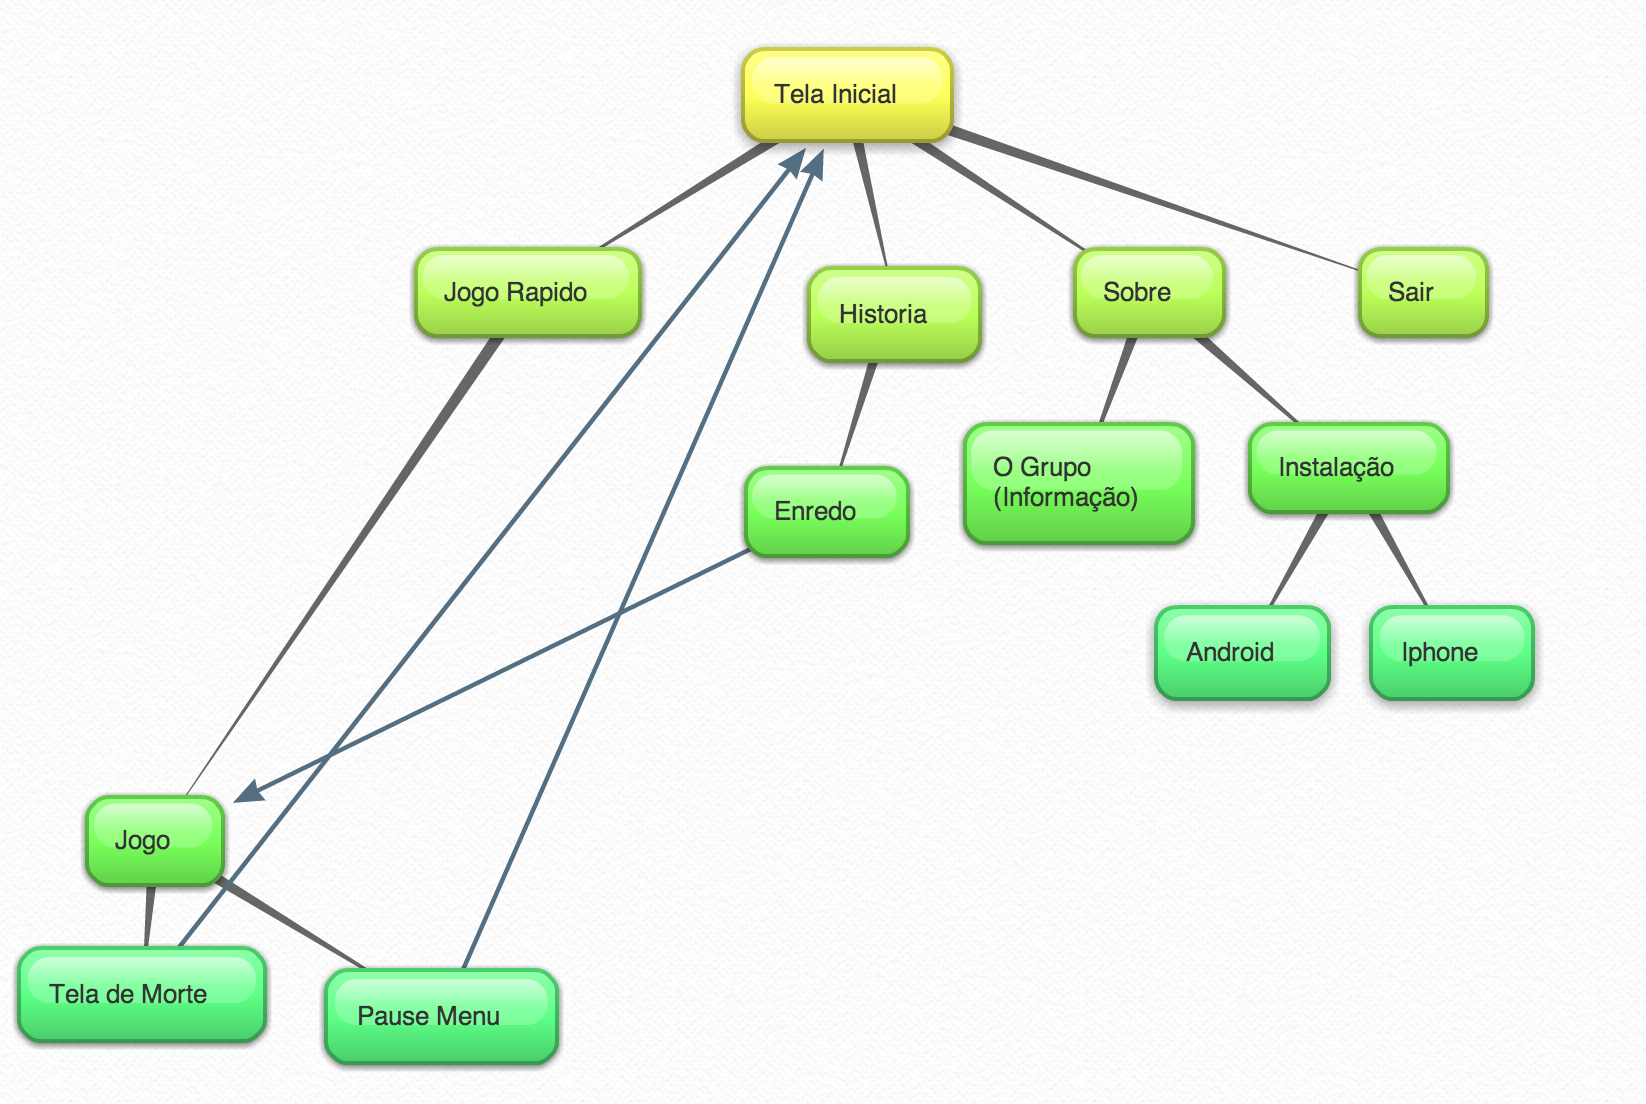 Tela Inicial
Jogo Rapido
Historia
Sobre
Sair
O Grupo
(Informação)
Instalação
Enredo
Android
Iphone
Jogo
Tela de Morte
Pause Menu